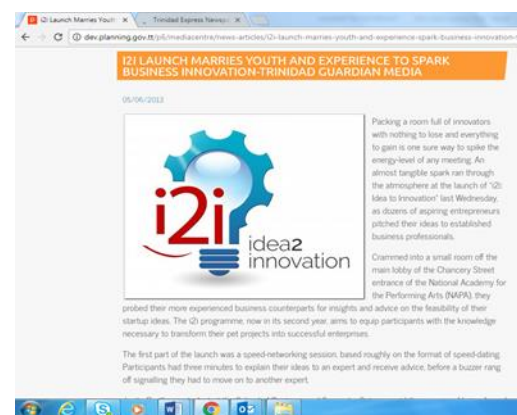 i2i Launch Marries Youth
Trinidad Express Newspa
dev.planning.gov.tt/pli/mediacentre/news-articles/i2i-launch-marries-youth-and-experience-spark-business-innovation-t
I2I LAUNCH MARRIES YOUTH AND EXPERIENCE TO SPARK
BUSINESS INNOVATION-TRINIDAD GUARDIAN MEDIA
05/06/2013
i2i
idea2
innovation
Packing a room full of innovators
with nothing to lose and everything
to gain is one sure way to spike the
energy-level of any meeting. An
almost tangible spark ran through
the atmosphere at the launch of "i2i:
Idea to Innovation" last Wednesday,
as dozens of aspiring entrepreneurs
pitched their ideas to established
business professionals.
Crammed into a small room off the
main lobby of the Chancery Street
entrance of the National Academy for
the Performing Arts (NAPA), they
probed their more experienced business counterparts for insights and advice on the feasibility of their
startup ideas. The i2i programme, now in its second year, aims to equip participants with the knowledge
necessary to transform their pet projects into successful enterprises.
The first part of the launch was a speed-networking session, based roughly on the format of speed-dating.
Participants had three minutes to explain their ideas to an expert and receive advice, before a buzzer rang
off signalling they had to move on to another expert.